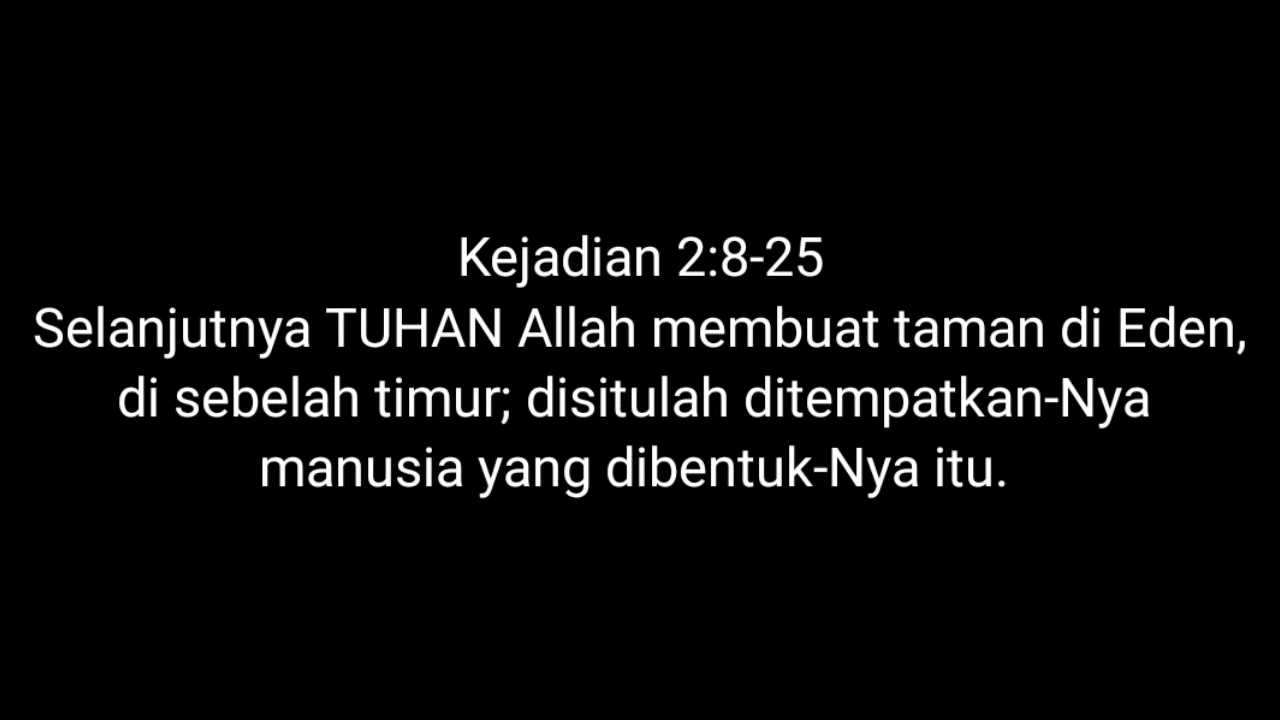 Kejadian 2:8-25
Selanjutnya TUHAN Allah membuat taman di Eden,
di sebelah timur; disitulah ditempatkan-Nya
manusia yang dibentuk-Nya itu.